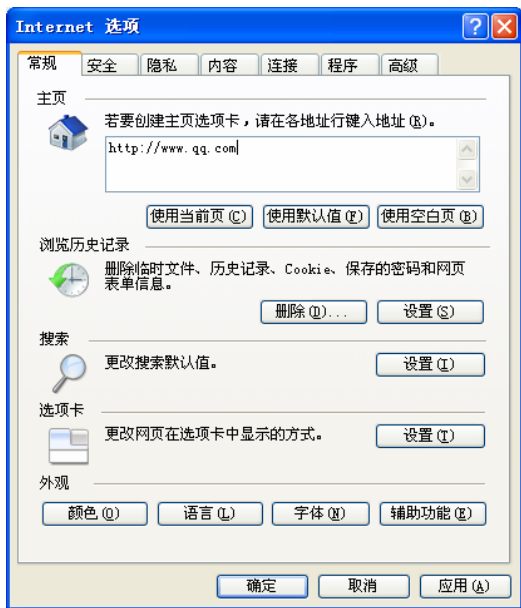 Internet 选项
常规 安全 隐私 内容 连接 程序 高级
主页
若要创建主页选项卡，请在各地址行键入地址(R)。
http://www.qq.com
使用当前页(C) 使用默认值(F) 使用空白页(B)
浏览历史记录
删除临时文件、历史记录、Cookie、保存的密码和网页
表单信息。
删除(D)... 设置(S)
搜索
更改搜索默认值。 设置(I)
选项卡
更改网页在选项卡中显示的方式。 设置(T)
外观
颜色(O) 语言(L) 字体(N) 辅助功能(E)
确定 取消 应用(A)